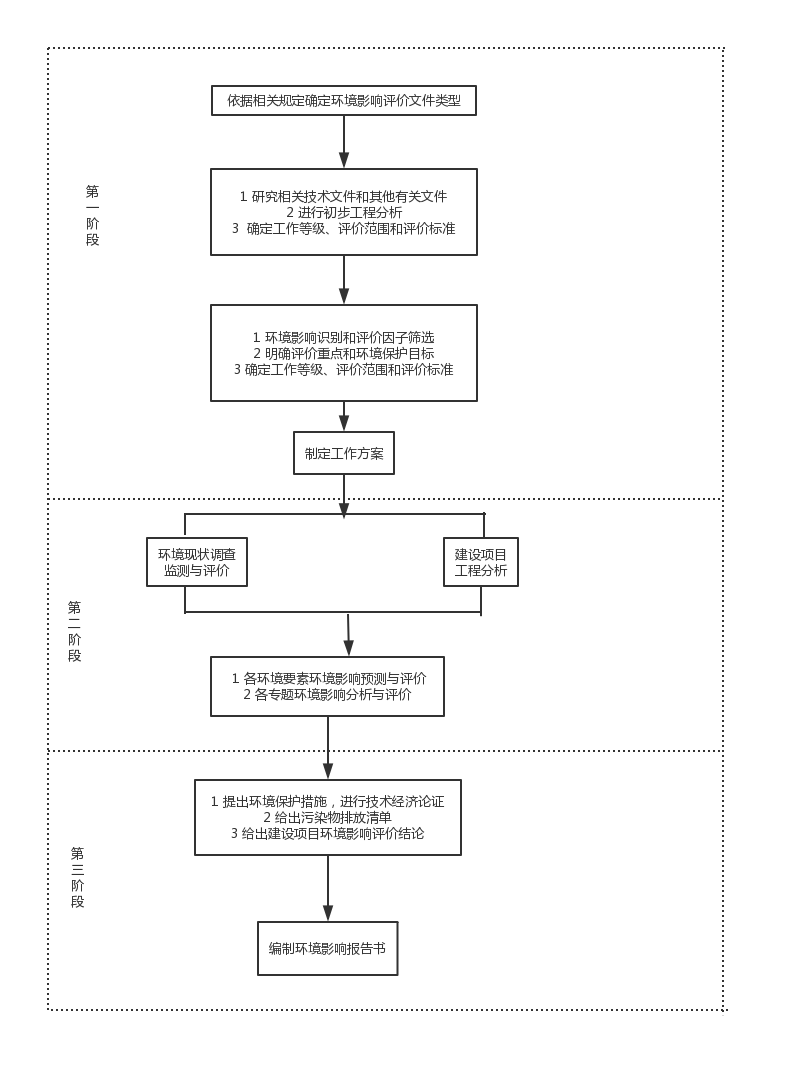 依据相关规定确定环境影响评价文件类型
第
一
阶
段
1 研究相关技术文件和其他有关文件
2 进行初步工程分析
3 确定工作等级、评价范围和评价标准
1 环境影响识别和评价因子筛选
2 明确评价重点和环境保护目标
3 确定工作等级、评价范围和评价标准
制定工作方案
第
二
阶
段
环境现状调查
监测与评价
建设项目
工程分析
1 各环境要素环境影响预测与评价
2 各专题环境影响分析与评价
第
三
阶
段
1 提出环境保护措施，进行技术经济论证
2 给出污染物排放清单
3 给出建设项目环境影响评价结论
编制环境影响报告书